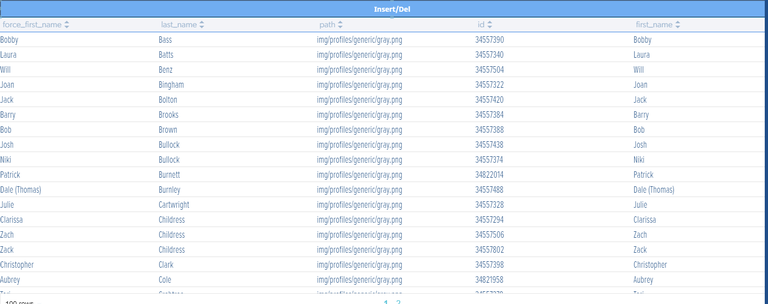 Insert/Del
force_first_name last_name path id first_name
Bobby Bass img/profiles/generic/gray.png 34557390 Bobby
Laura Batts img/profiles/generic/gray.png 34557340 Laura
Will Benz img/profiles/generic/gray.png 34557504 Will
Joan Bingham img/profiles/generic/gray.png 34557322 Joan
Jack Bolton img/profiles/generic/gray.png 34557420 Jack
Barry Brooks img/profiles/generic/gray.png 34557384 Barry
Bob Brown img/profiles/generic/gray.png 34557388 Bob
Josh Bullock img/profiles/generic/gray.png 34557438 Josh
Niki Bullock img/profiles/generic/gray.png 34557374 Niki
Patrick Burnett img/profiles/generic/gray.png 34822014 Patrick
Dale (Thomas) Burnley img/profiles/generic/gray.png 34557488 Dale (Thomas)
Julie Cartwright img/profiles/generic/gray.png 34557328 Julie
Clarissa Childress img/profiles/generic/gray.png 34557294 Clarissa
Zach Childress img/profiles/generic/gray.png 34557506 Zach
Zack Childress img/profiles/generic/gray.png 34557802 Zack
Christopher Clark img/profiles/generic/gray.png 34557398 Christopher
Aubrey Cole img/profiles/generic/gray.png 34821958 Aubrey
100 rows 1 2